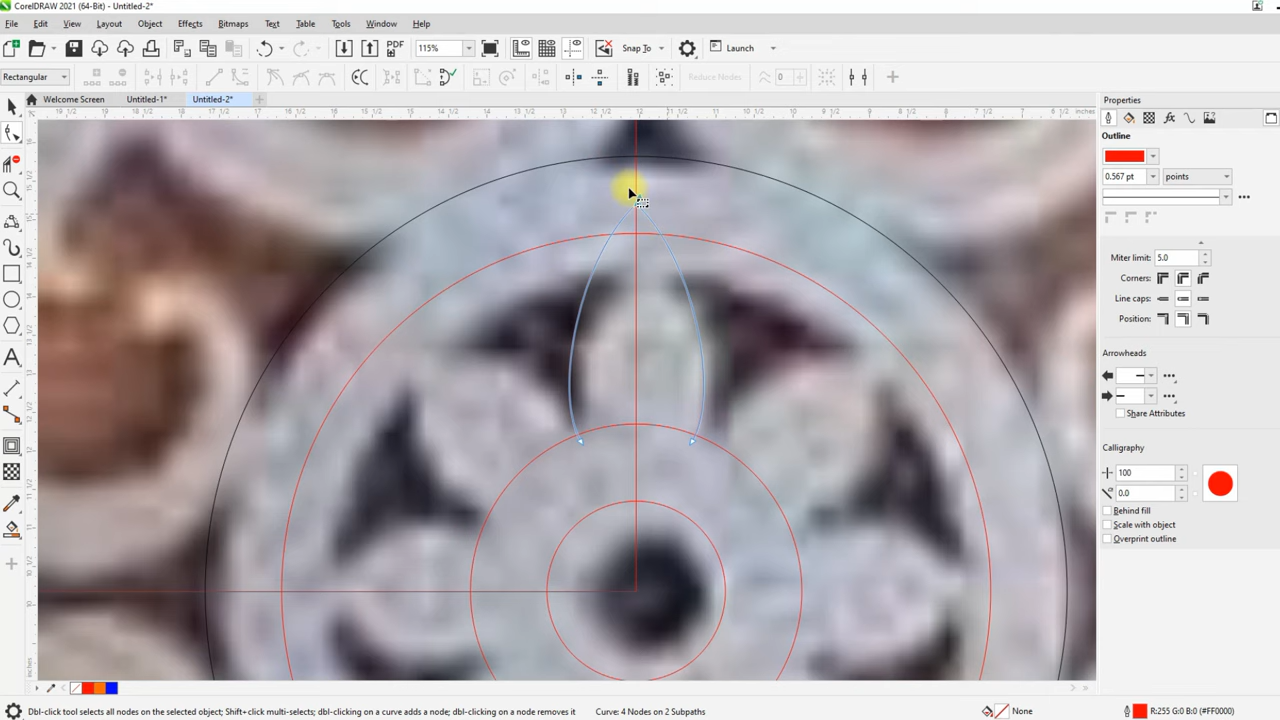 CorelDRAW 2021 (64-Bit) - Untitled-2*
File Edit View Layout Object Effects Bitmaps Text Table Tools Window Help
PDF 115% Snap To Launch
Rectangular Reduce Nodes 0
Welcome Screen Untitled-1* Untitled-2*
inches
Properties
Outline
0.567 pt points
Miter limit: 5.0
Corners:
Line caps:
Position:
Arrowheads
Share Attributes
Calligraphy
100
0.0
Behind fill
Scale with object
Overprint outline
Dbl-click tool selects all nodes on the selected object; Shift+click multi-selects; dbl-clicking on a curve adds a node; dbl-clicking on a node removes it Curve: 4 Nodes on 2 Subpaths None R:255 G:0 B:0 (#FF0000)